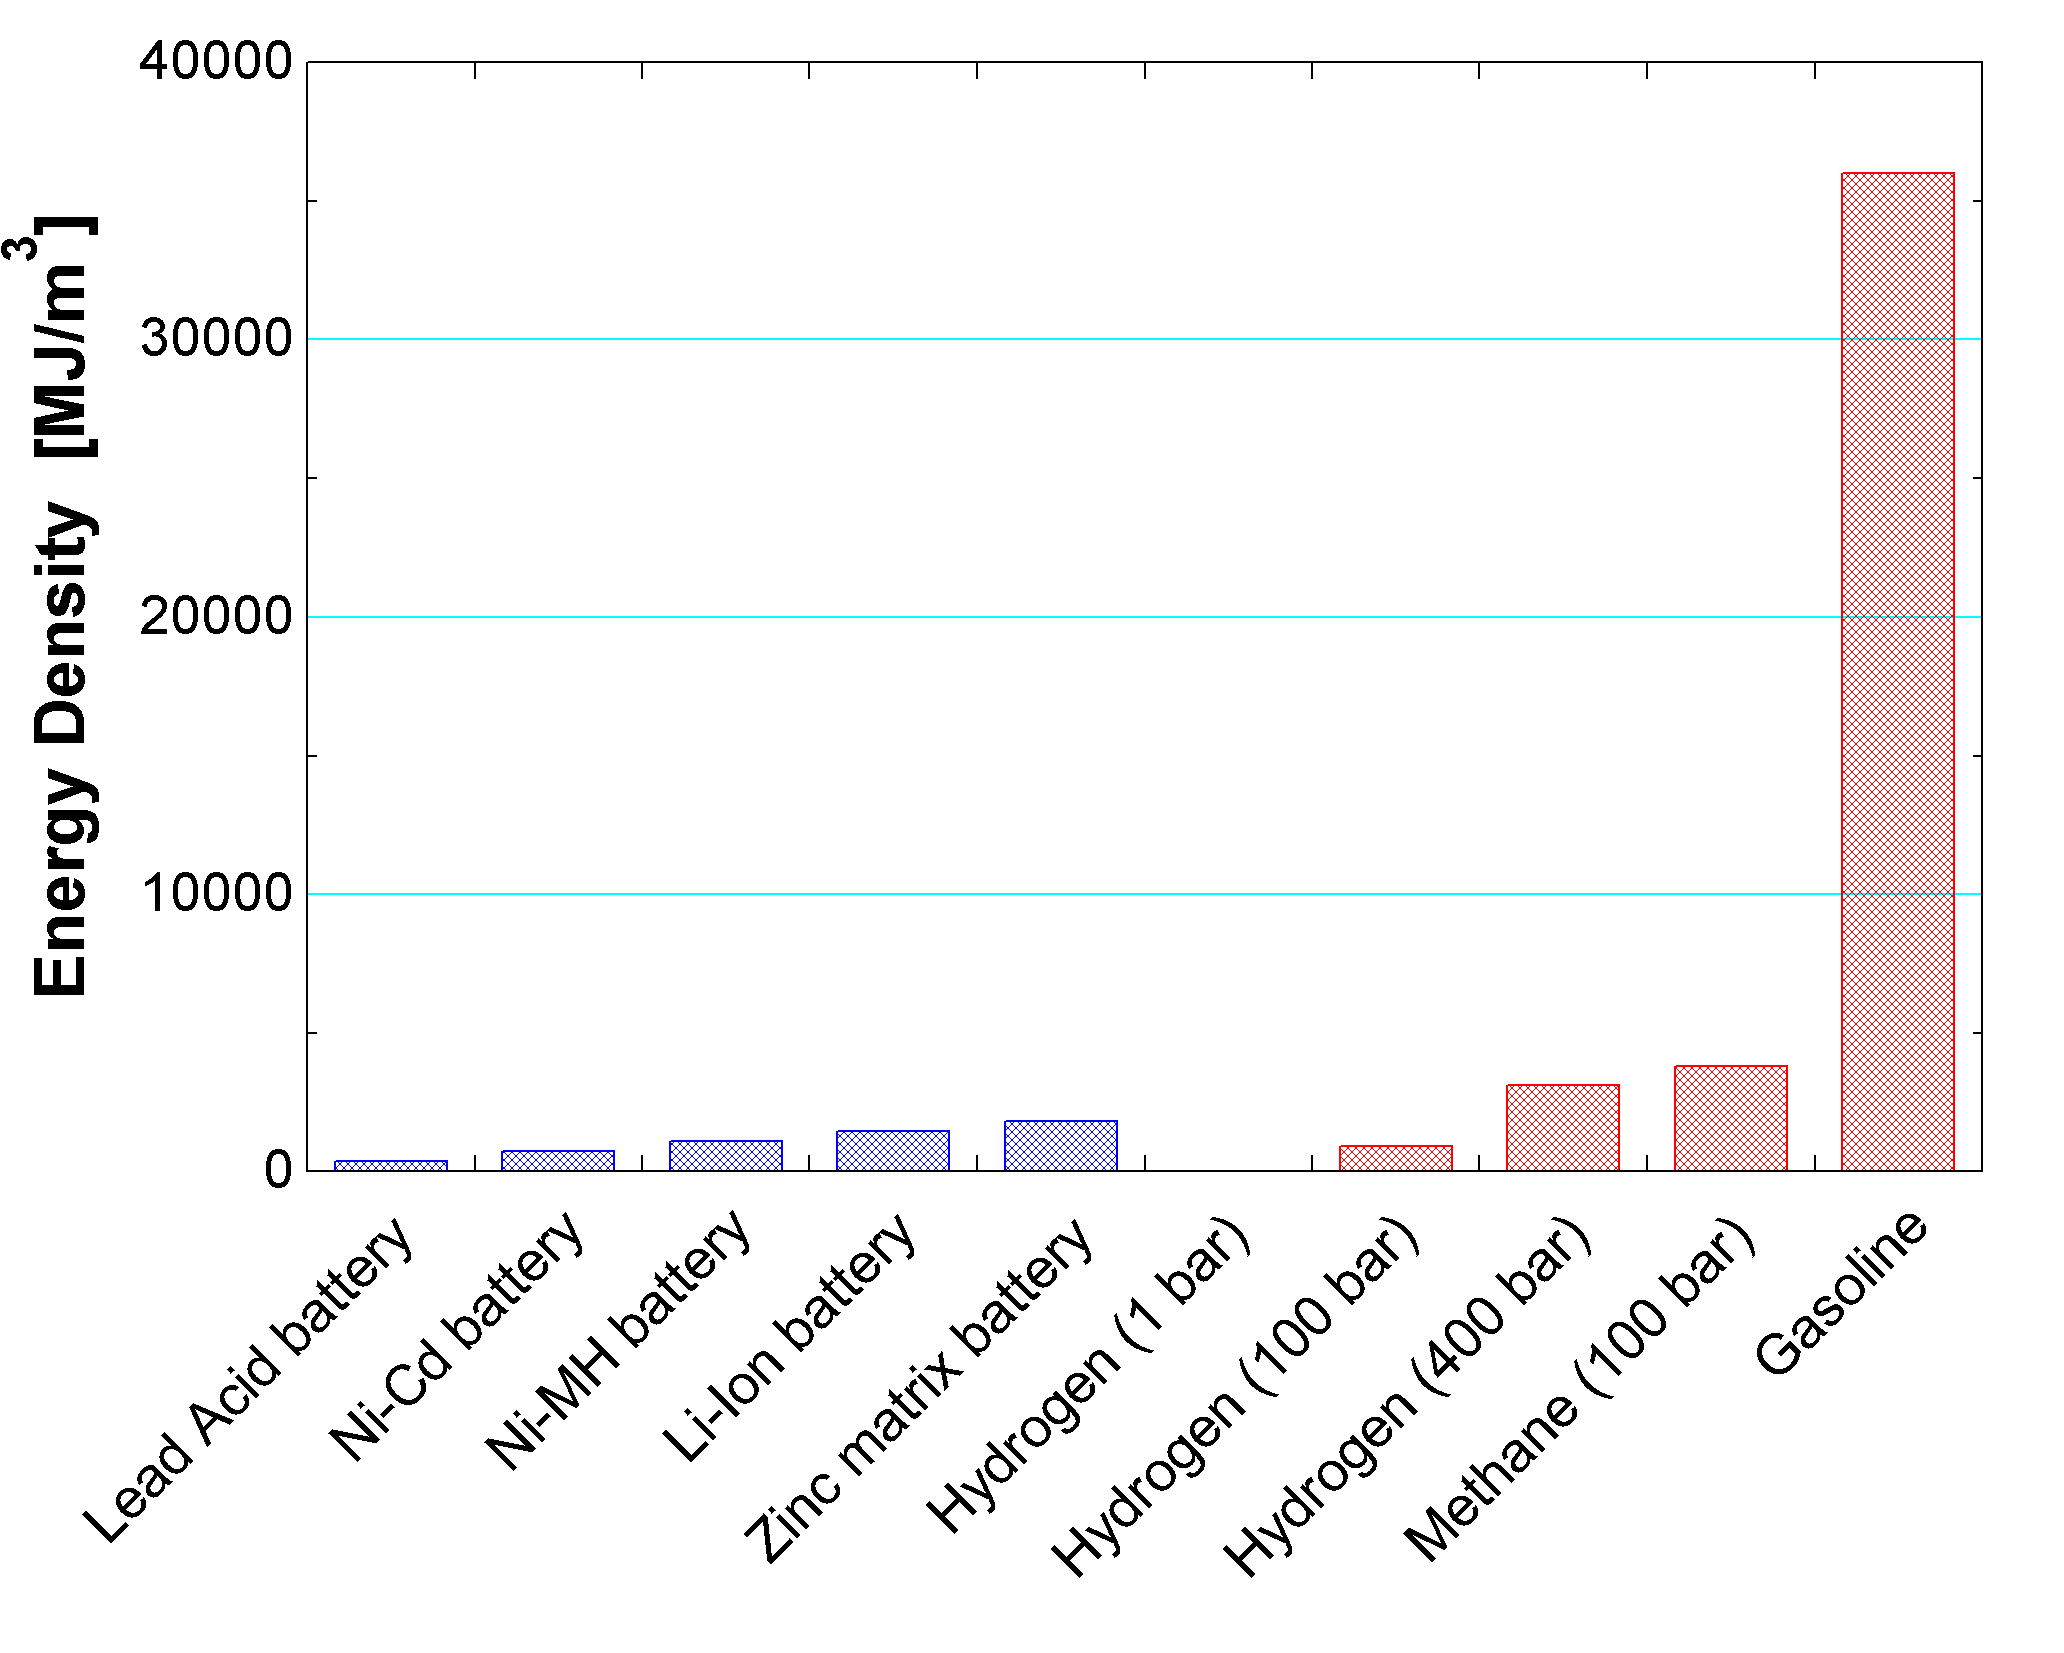 Energy Density [MJ/m³]
40000
30000
20000
10000
0
Lead Acid battery
Ni-Cd battery
Ni-MH battery
Li-Ion battery
Zinc matrix battery
Hydrogen (1 bar)
Hydrogen (100 bar)
Hydrogen (400 bar)
Methane (100 bar)
Gasoline